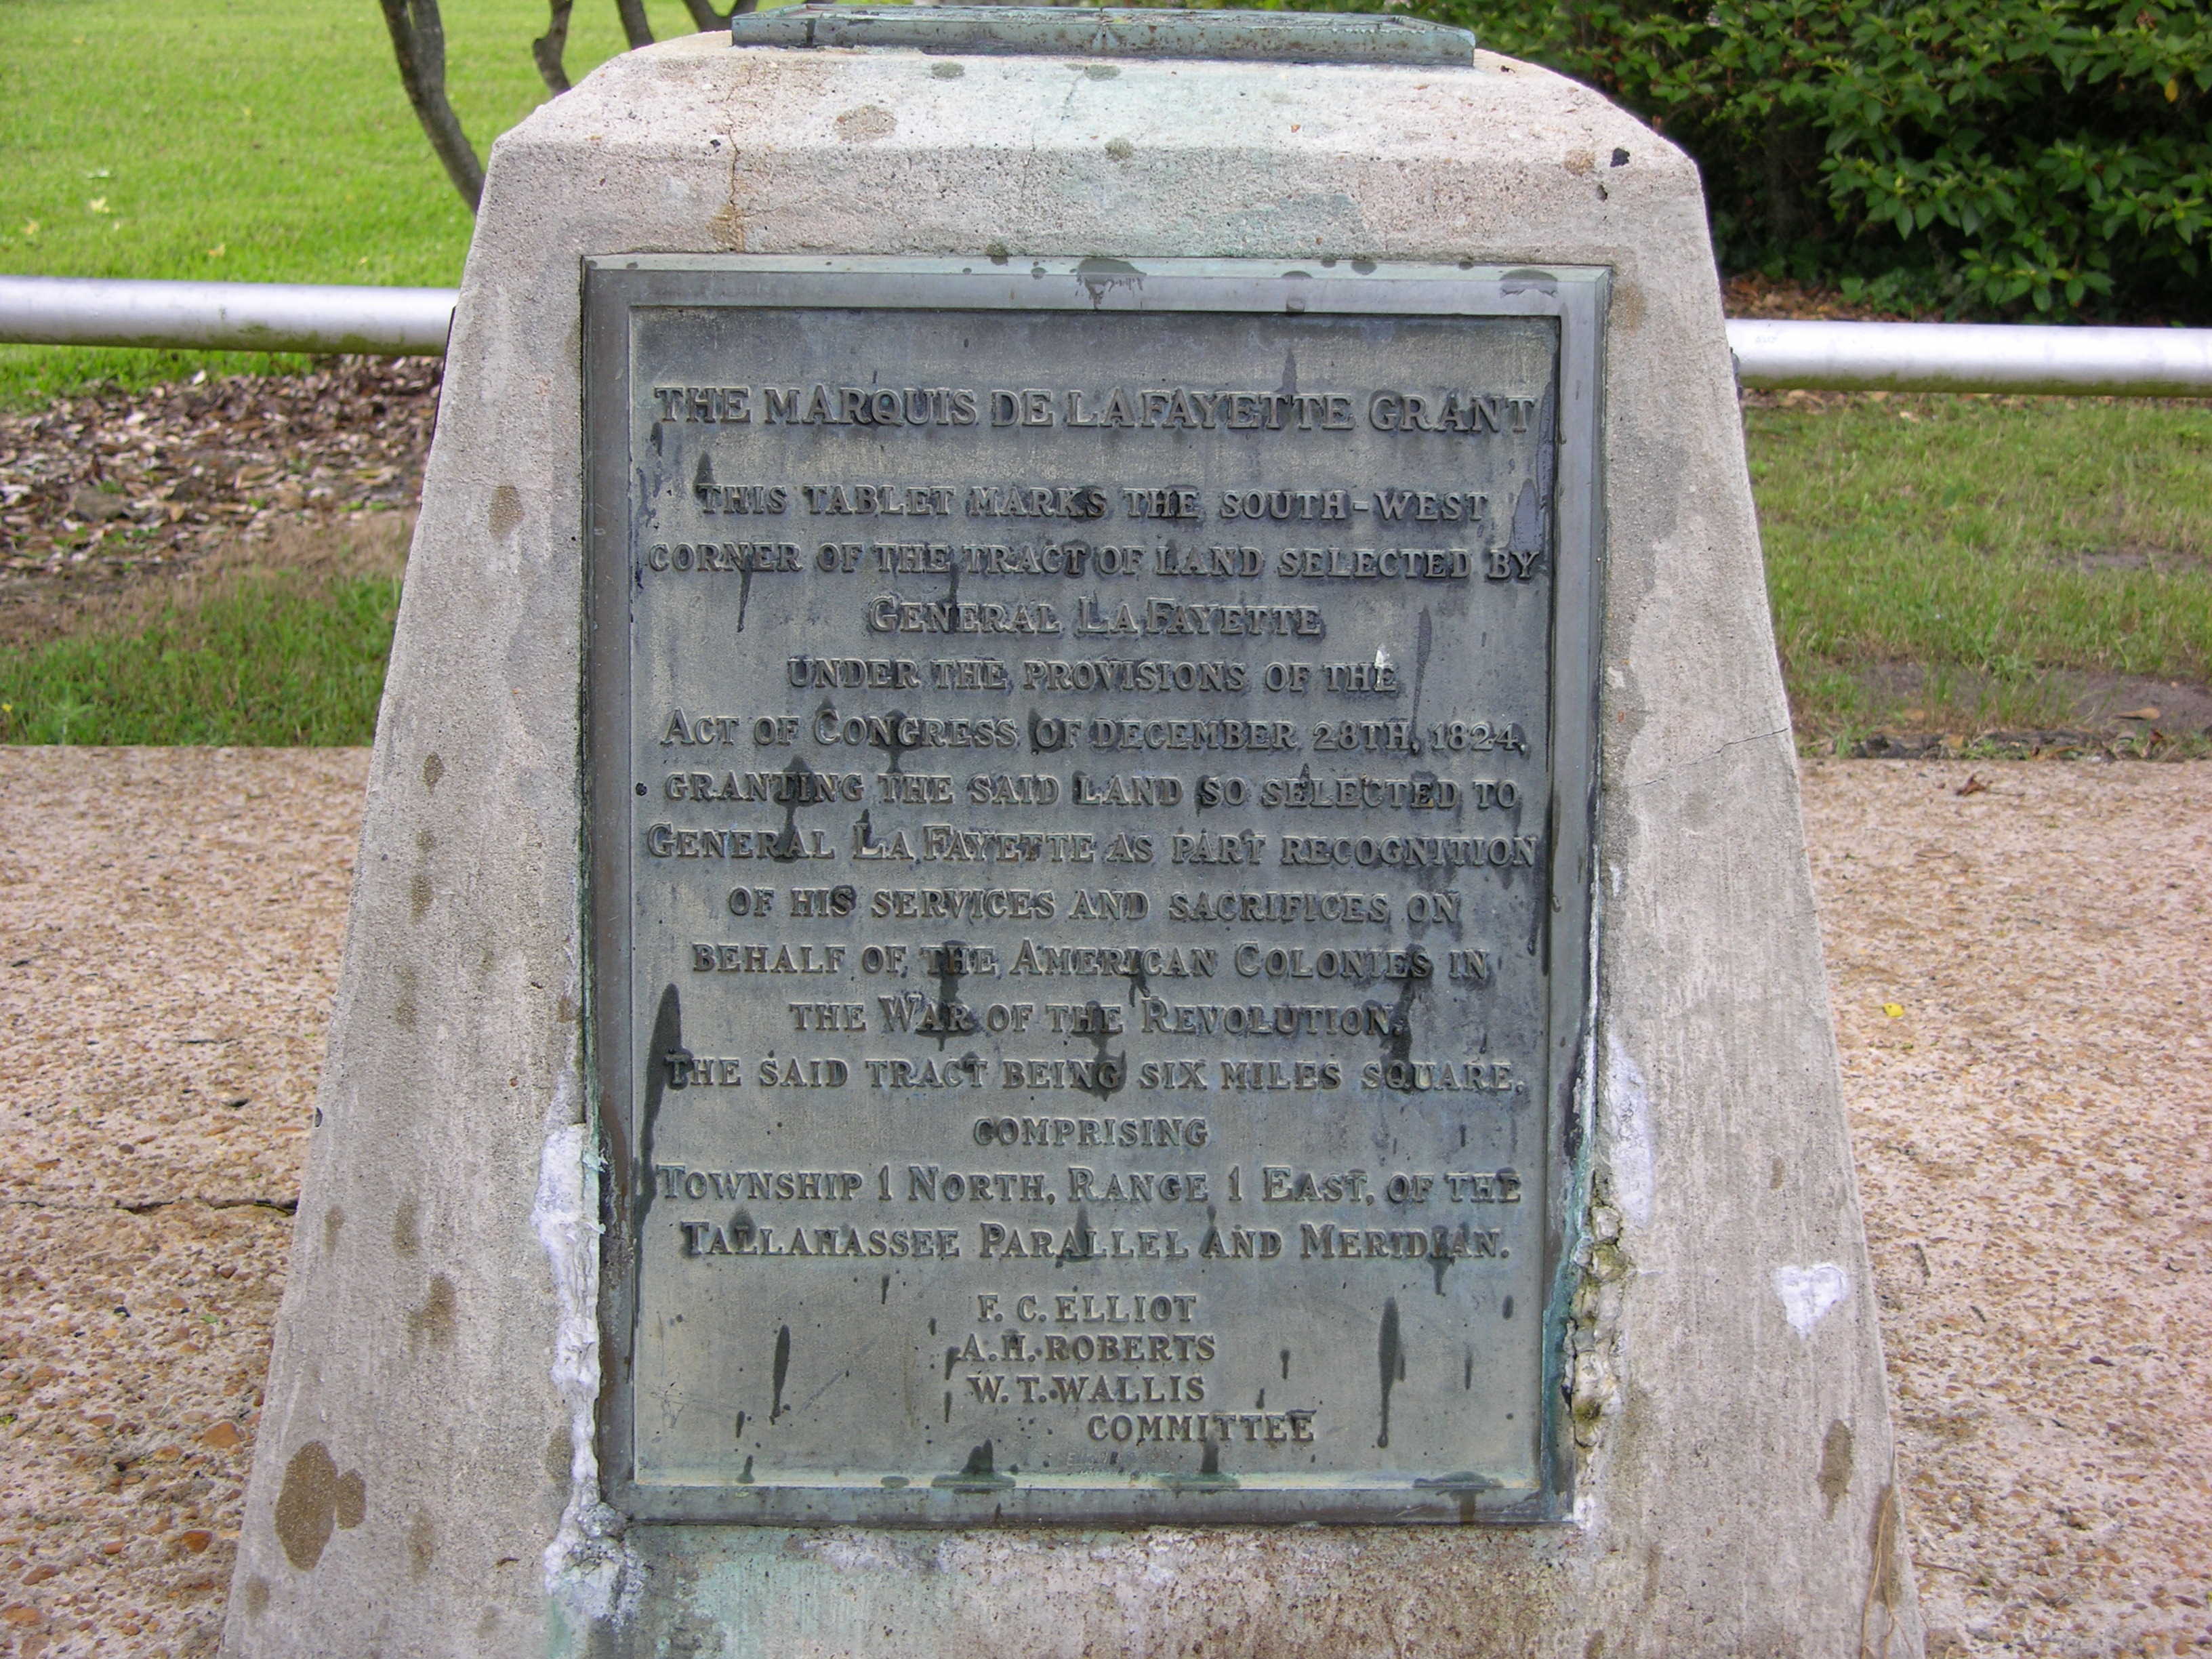 THE MARQUIS DE LAFAYETTE GRANT
THIS TABLET MARKS THE SOUTH-WEST
CORNER OF THE TRACT OF LAND SELECTED BY
GENERAL LAFAYETTE
UNDER THE PROVISIONS OF THE
ACT OF CONGRESS OF DECEMBER 28TH, 1824,
GRANTING THE SAID LAND SO SELECTED TO
GENERAL LA FAYETTE AS PART RECOGNITION
OF HIS SERVICES AND SACRIFICES ON
BEHALF OF THE AMERICAN COLONIES IN
THE WAR OF THE REVOLUTION,
THE SAID TRACT BEING SIX MILES SQUARE,
COMPRISING
TOWNSHIP 1 NORTH, RANGE 1 EAST, OF THE
TALLAHASSEE PARALLEL AND MERIDIAN.
F. C. ELLIOT
A. H. ROBERTS
W. T. WALLIS
COMMITTEE